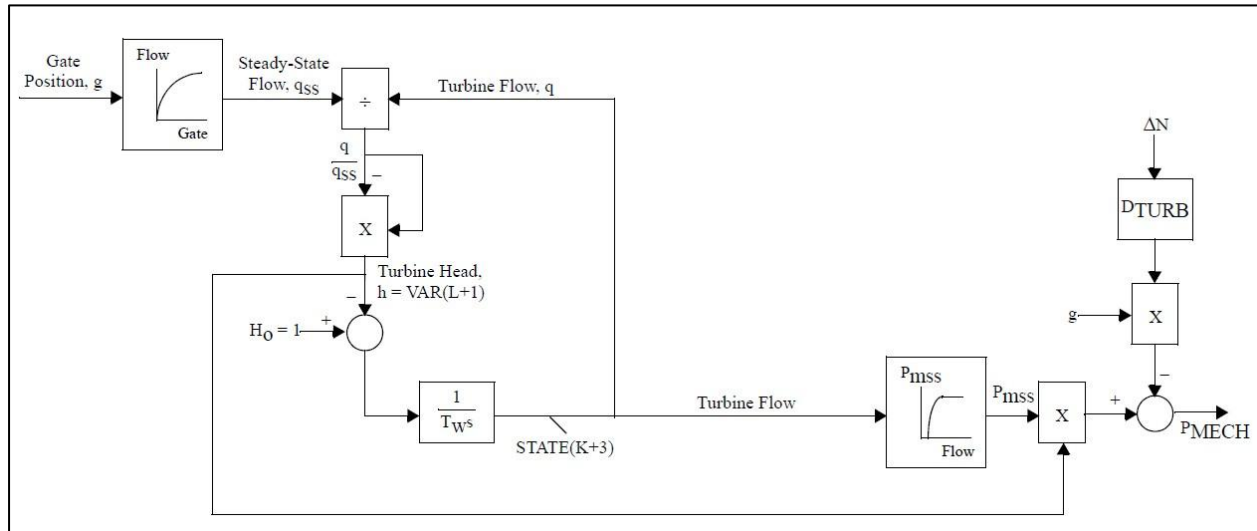 Gate
Position, g
Flow
Gate
Steady-State
Flow, qSS
÷
Turbine Flow, q
q
qSS
−
X
Turbine Head,
h = VAR(L+1)
−
HO = 1
+
1
TWs
STATE(K+3)
Turbine Flow
Pmss
Flow
Pmss
X
+
ΔN
DTURB
g
X
−
PMECH